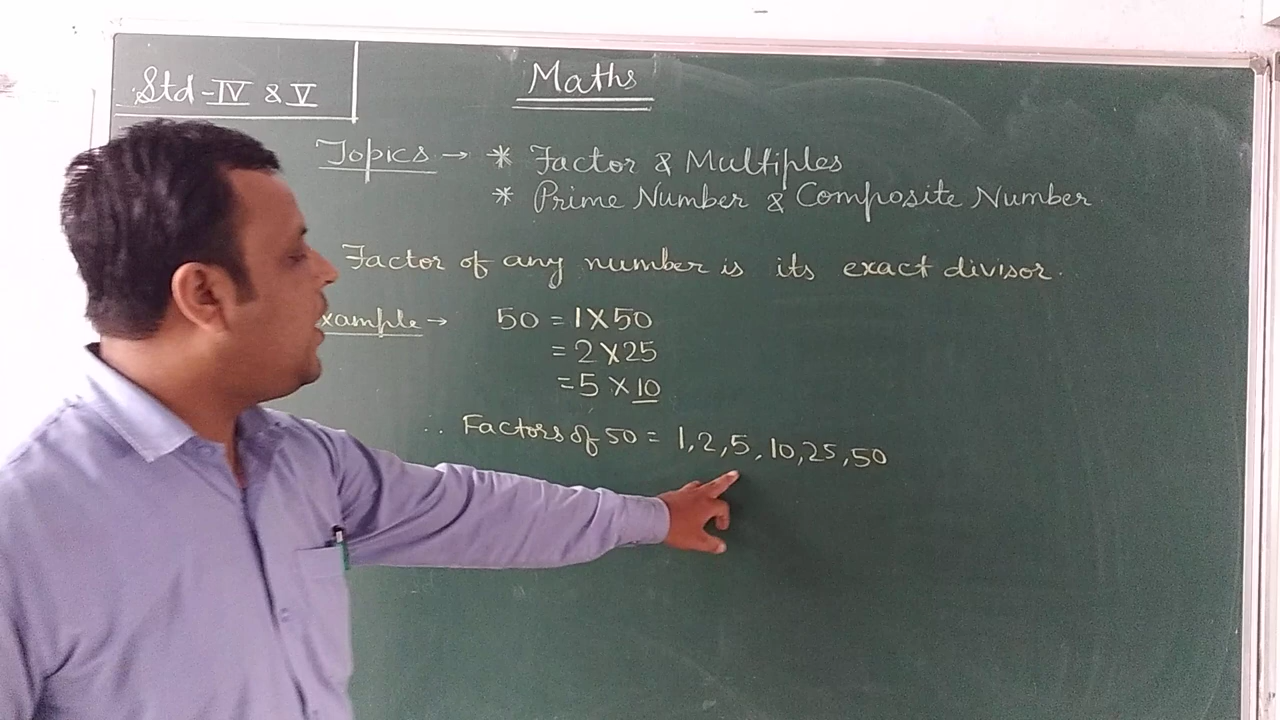 Std-IV & V
Maths
Topics → * Factor & Multiples
* Prime Number & Composite Number.
Factor of any number is its exact divisor.
xample → 50 = 1 X 50
= 2 X 25
= 5 X 10
∴ Factors of 50 = 1, 2, 5, 10, 25, 50